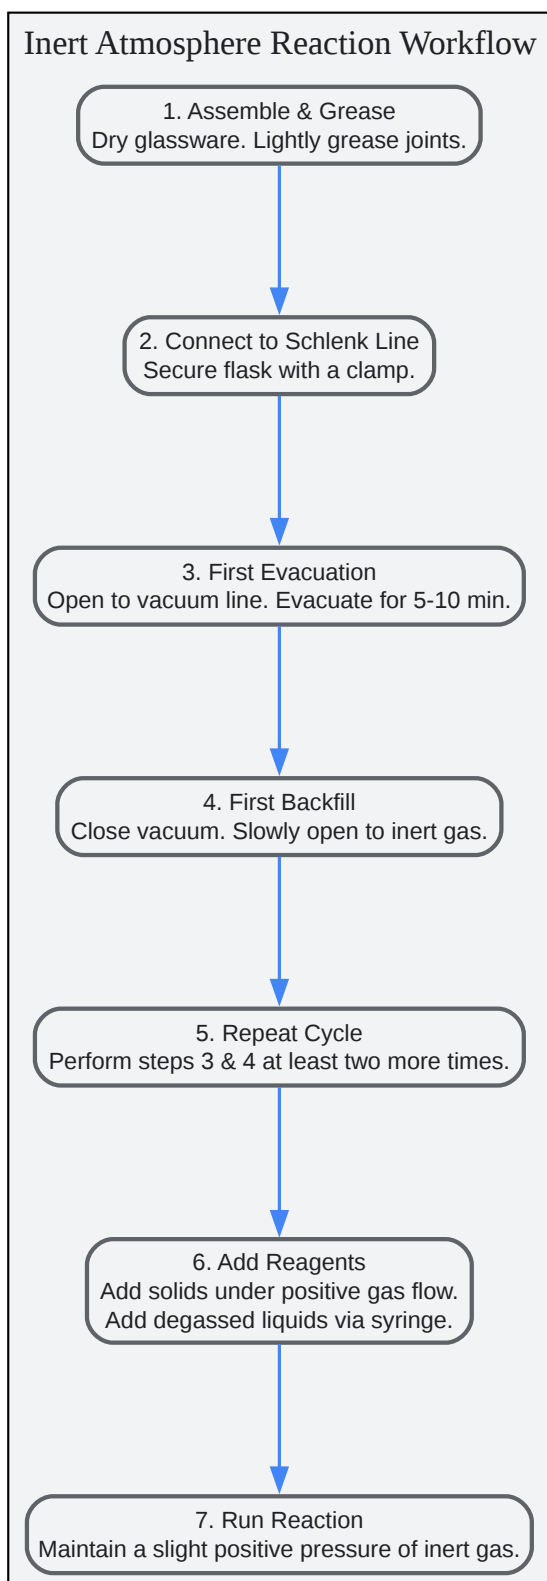 Inert Atmosphere Reaction Workflow
1. Assemble & Grease
Dry glassware. Lightly grease joints.
2. Connect to Schlenk Line
Secure flask with a clamp.
3. First Evacuation
Open to vacuum line. Evacuate for 5-10 min.
4. First Backfill
Close vacuum. Slowly open to inert gas.
5. Repeat Cycle
Perform steps 3 & 4 at least two more times.
6. Add Reagents
Add solids under positive gas flow.
Add degassed liquids via syringe.
7. Run Reaction
Maintain a slight positive pressure of inert gas.